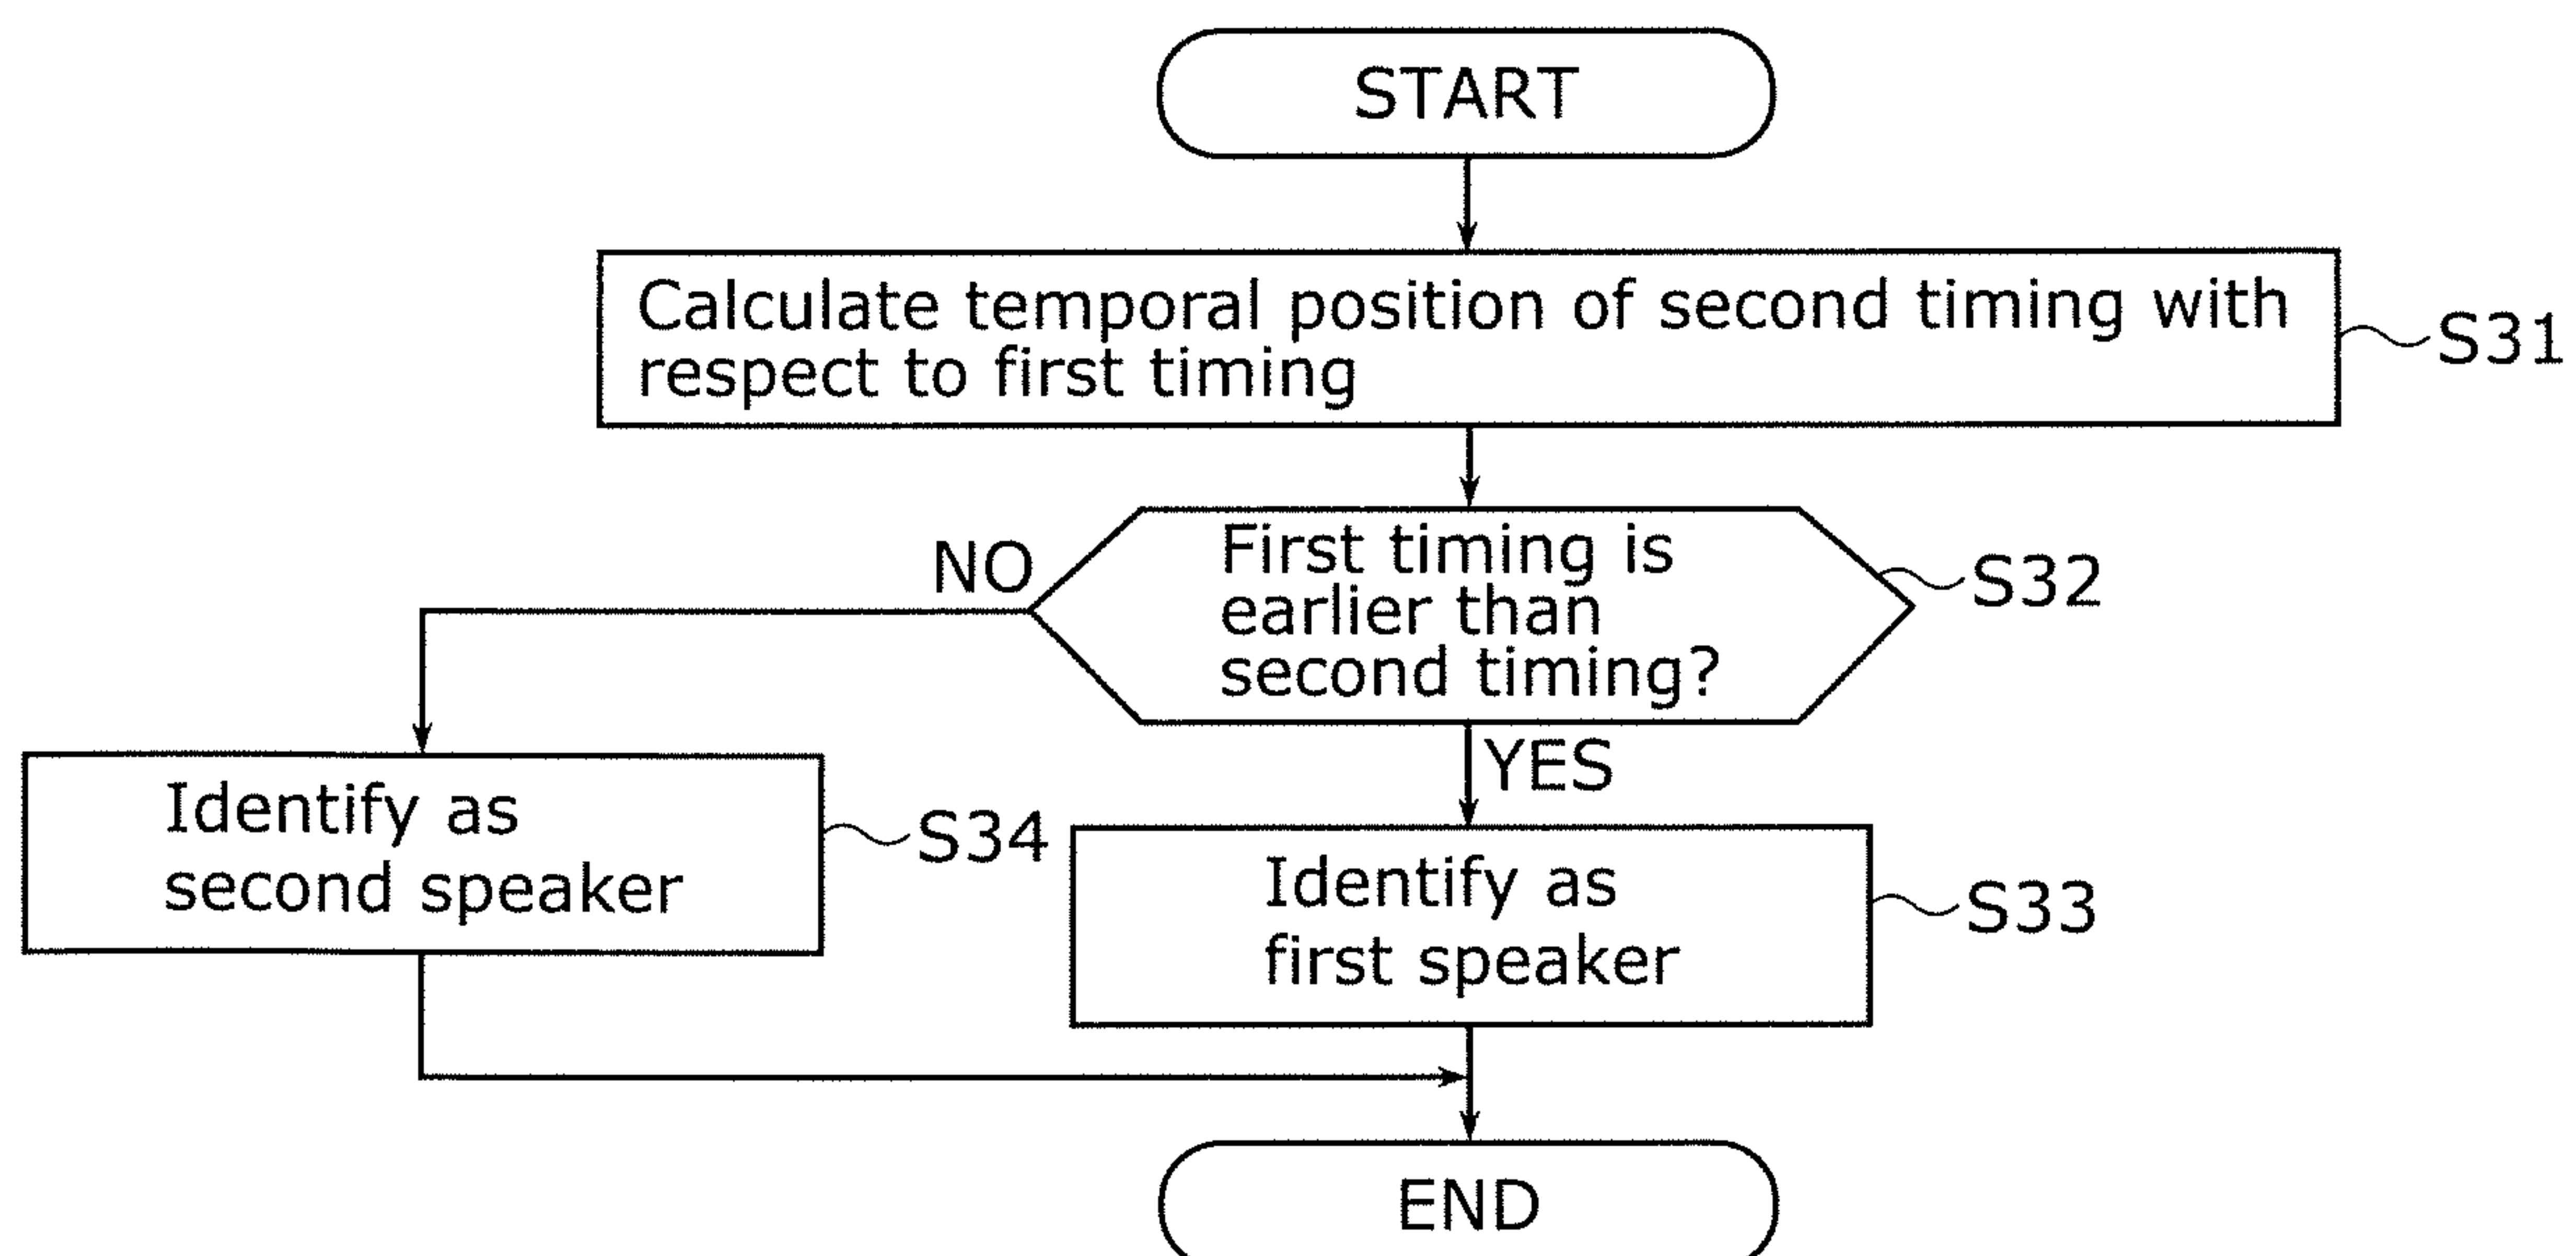 START
Calculate temporal position of second timing with
respect to first timing
S31
First timing is
earlier than
second timing?
S32
NO
YES
Identify as
second speaker
S34
Identify as
first speaker
S33
END